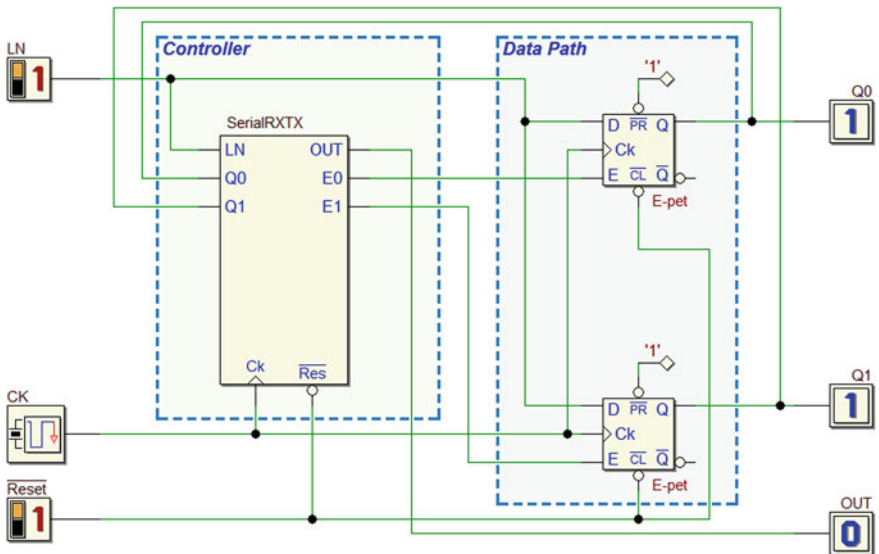 LN
1
Controller
SerialRXTX
LN
Q0
Q1
OUT
E0
E1
Ck
Res
Data Path
'1'
D PR Q
Ck
E CL Q
E-pet
'1'
D PR Q
Ck
E CL Q
E-pet
Q0
1
Q1
1
CK
Reset
1
OUT
0